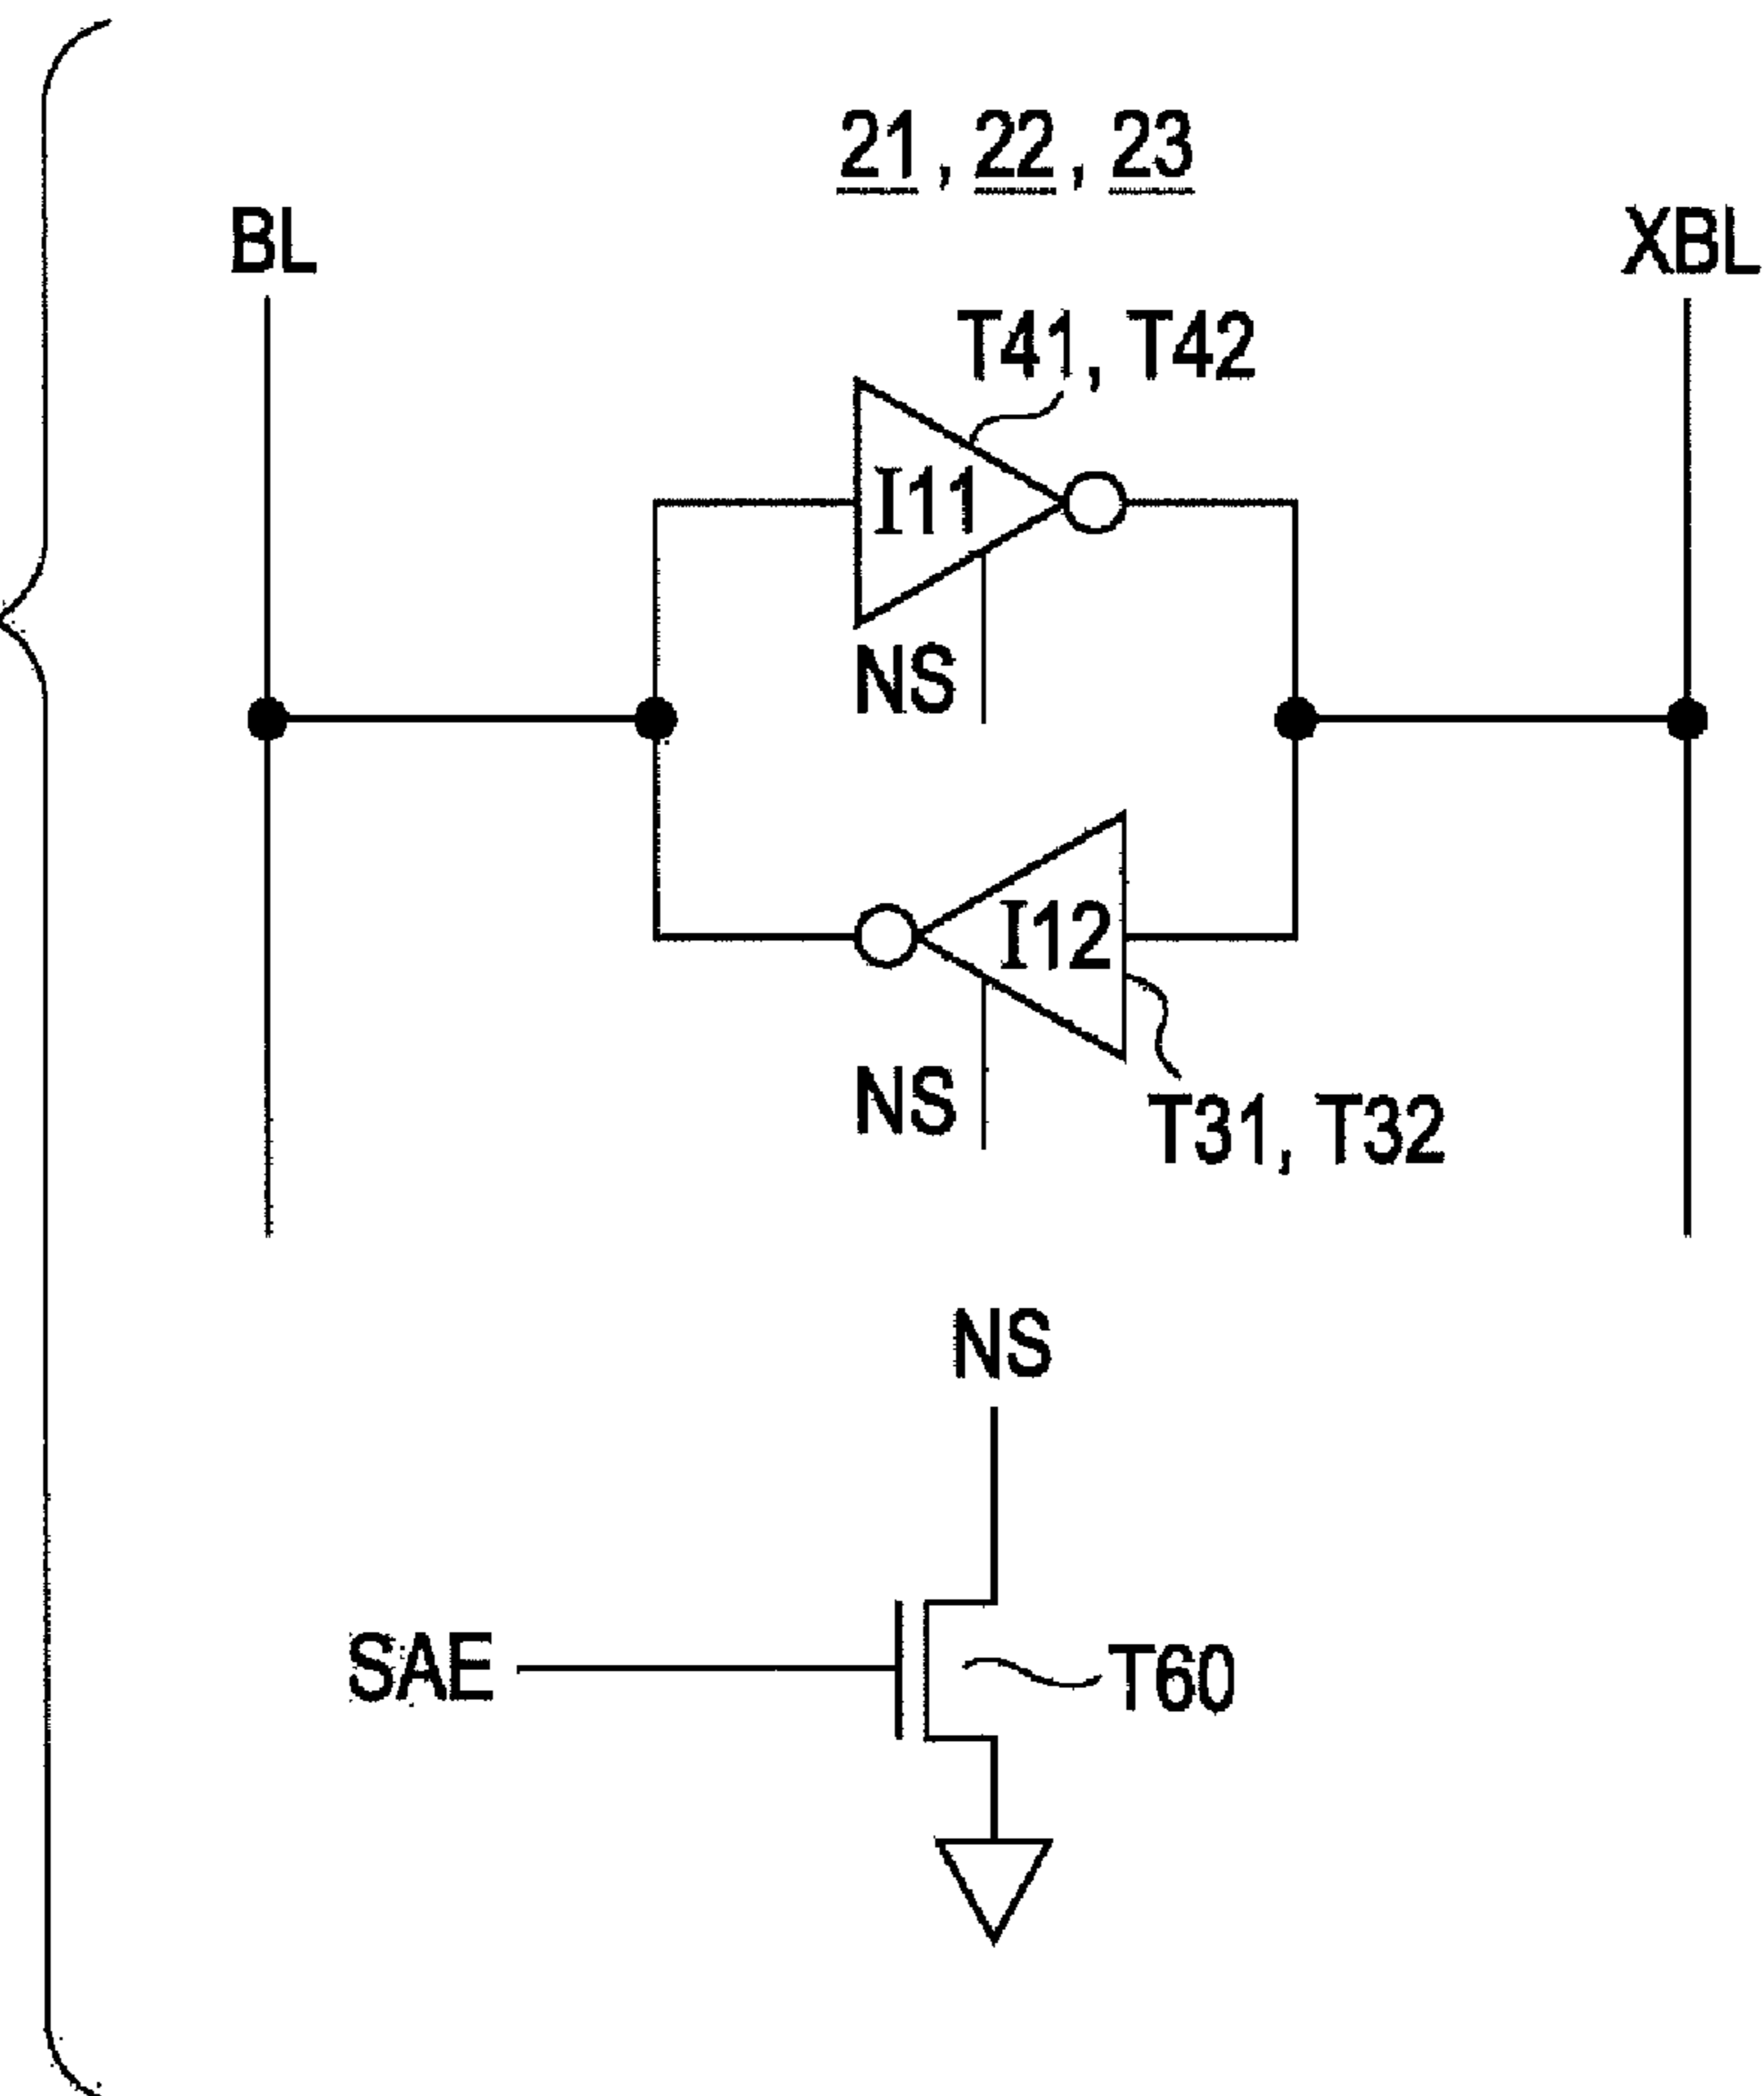 21, 22, 23
BL
XBL
T41, T42
I11
NS
I12
NS
T31, T32
NS
SAE
T60